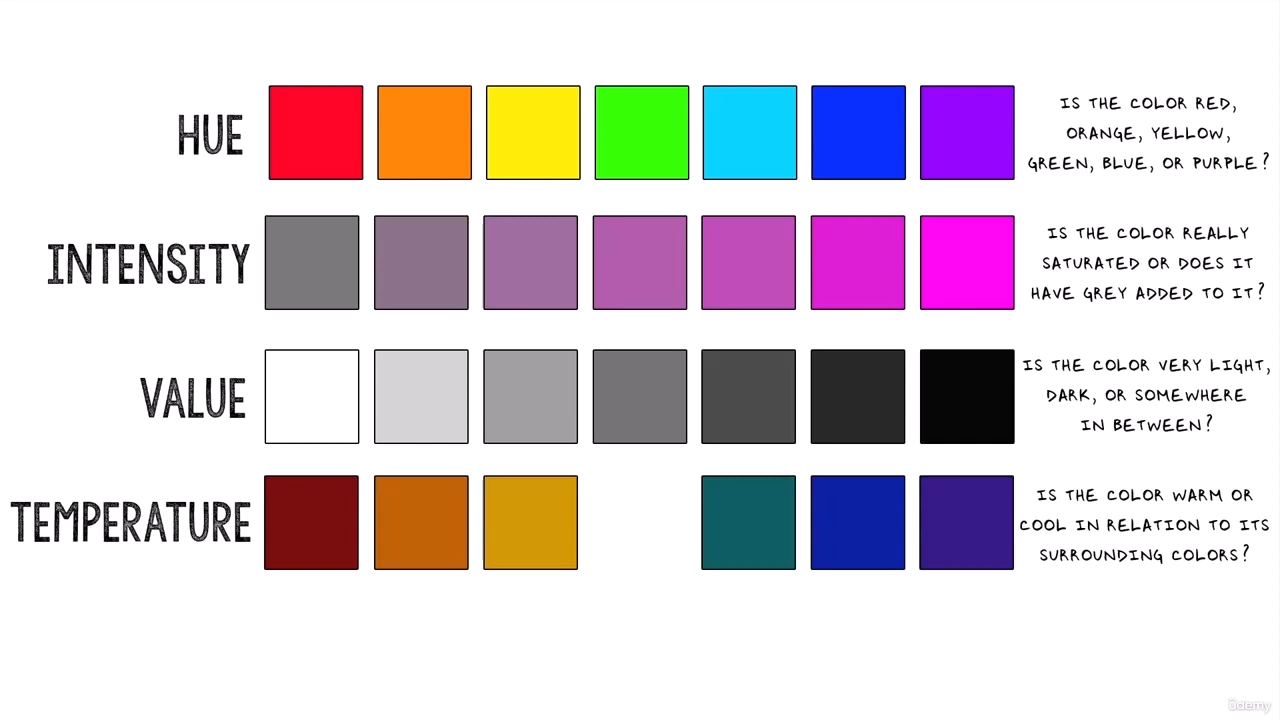 HUE
IS THE COLOR RED,
ORANGE, YELLOW,
GREEN, BLUE, OR PURPLE?
INTENSITY
IS THE COLOR REALLY
SATURATED OR DOES IT
HAVE GREY ADDED TO IT?
VALUE
IS THE COLOR VERY LIGHT,
DARK, OR SOMEWHERE
IN BETWEEN?
TEMPERATURE
IS THE COLOR WARM OR
COOL IN RELATION TO ITS
SURROUNDING COLORS?
ûdemy